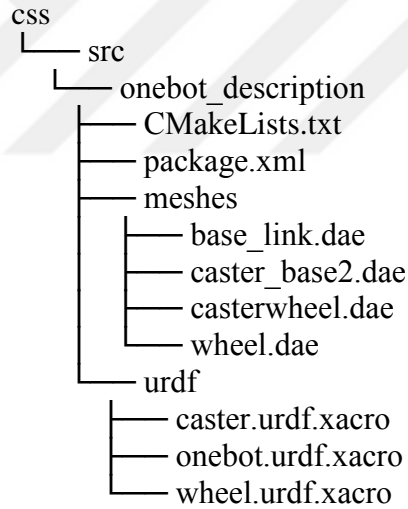 css
src
onebot_description
CMakeLists.txt
package.xml
meshes
base_link.dae
caster_base2.dae
casterwheel.dae
wheel.dae
urdf
caster.urdf.xacro
onebot.urdf.xacro
wheel.urdf.xacro